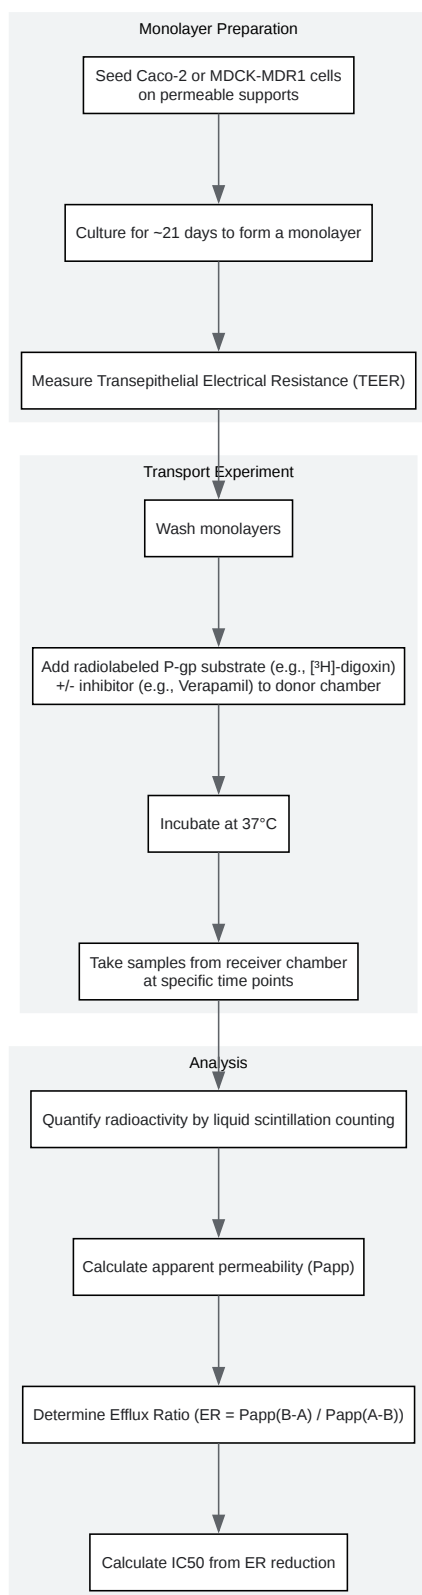 Monolayer Preparation
Seed Caco-2 or MDCK-MDR1 cells
on permeable supports
Culture for ~21 days to form a monolayer
Measure Transepithelial Electrical Resistance (TEER)
Transport Experiment
Wash monolayers
Add radiolabeled P-gp substrate (e.g., [³H]-digoxin)
+/- inhibitor (e.g., Verapamil) to donor chamber
Incubate at 37°C
Take samples from receiver chamber
at specific time points
Analysis
Quantify radioactivity by liquid scintillation counting
Calculate apparent permeability (Papp)
Determine Efflux Ratio (ER = Papp(B-A) / Papp(A-B))
Calculate IC50 from ER reduction